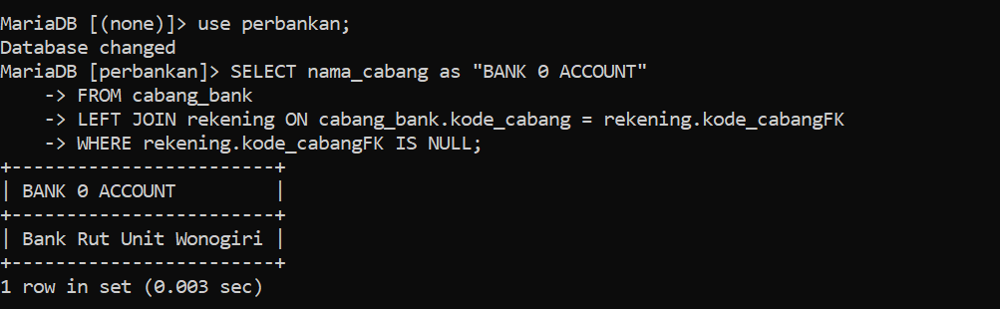 MariaDB [(none)]> use perbankan;
Database changed
MariaDB [perbankan]> SELECT nama_cabang as "BANK 0 ACCOUNT"
    -> FROM cabang_bank
    -> LEFT JOIN rekening ON cabang_bank.kode_cabang = rekening.kode_cabangFK
    -> WHERE rekening.kode_cabangFK IS NULL;
+------------------------+
| BANK 0 ACCOUNT         |
+------------------------+
| Bank Rut Unit Wonogiri |
+------------------------+
1 row in set (0.003 sec)